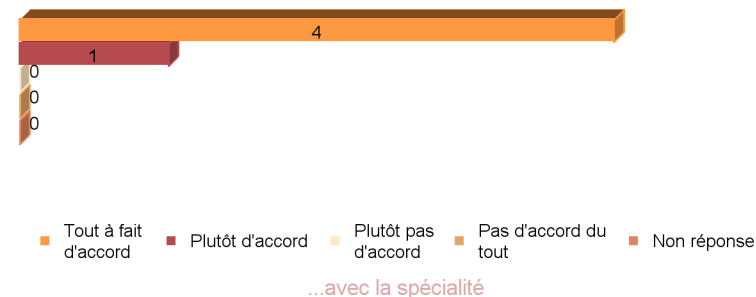 4
1
0
0
0
Tout à fait
d'accord
Plutôt d'accord
Plutôt pas
d'accord
Pas d'accord du
tout
Non réponse
...avec la spécialité